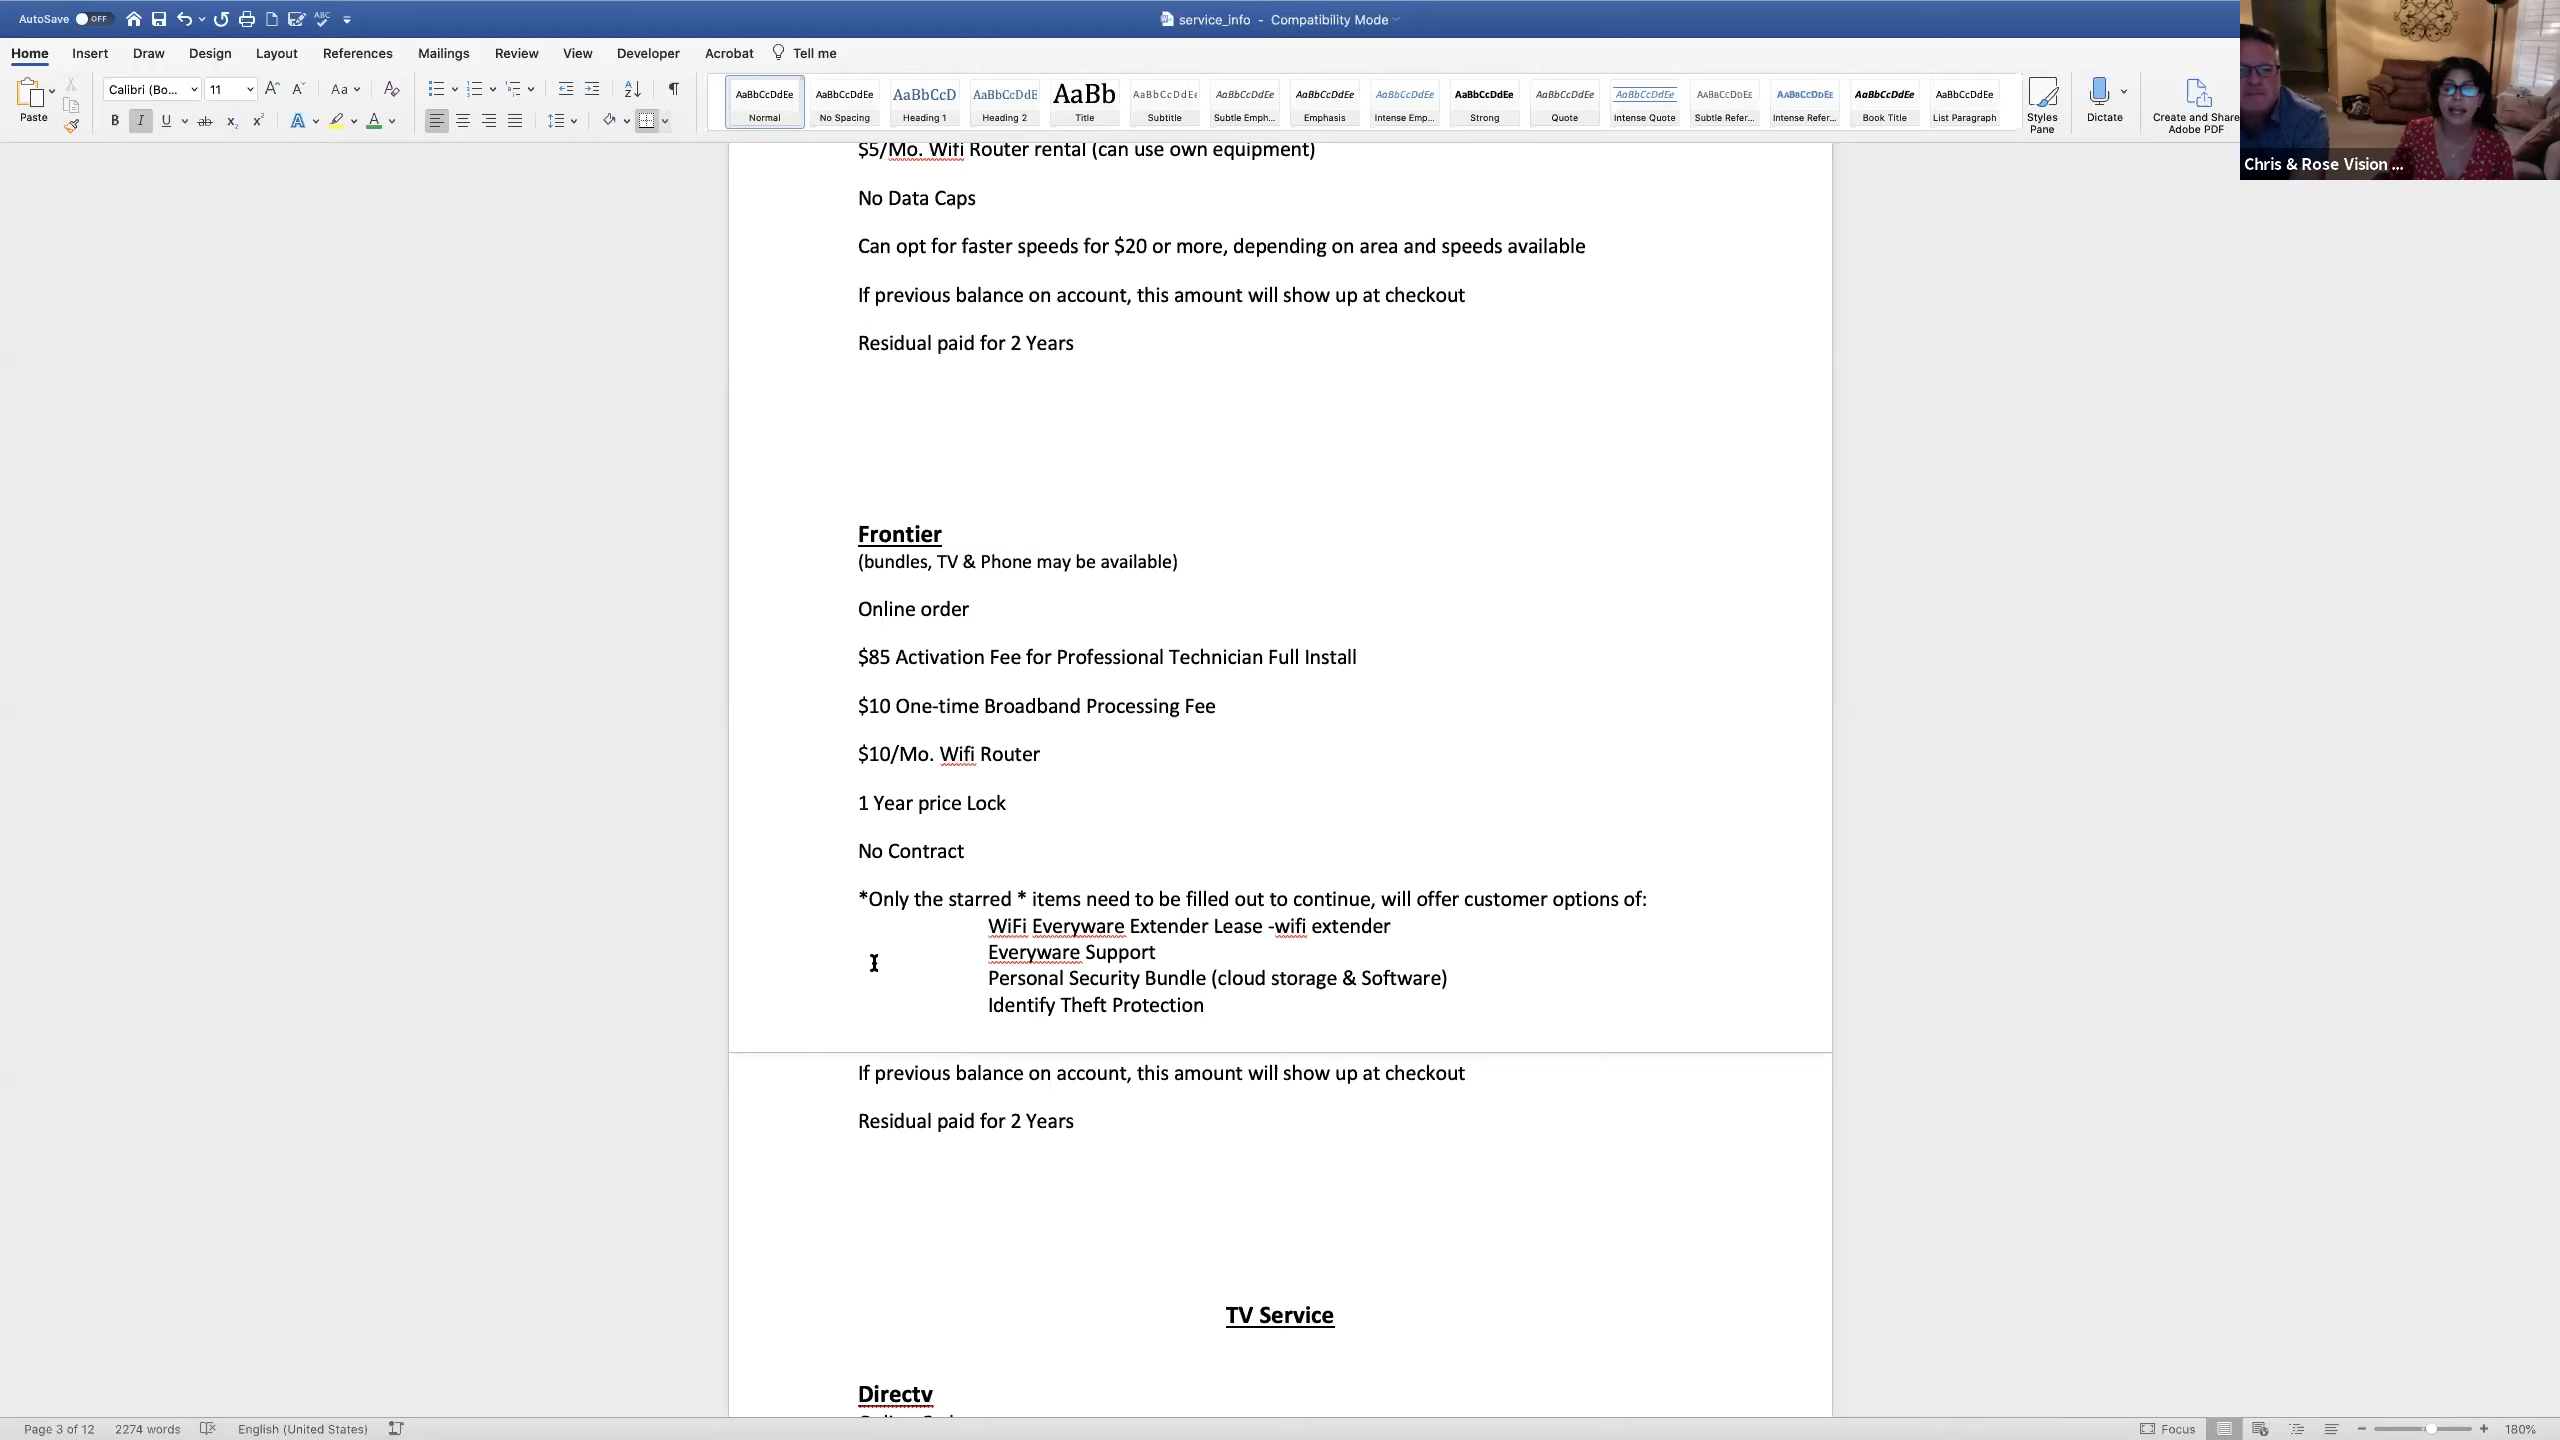 AutoSave OFF
service_info - Compatibility Mode
Home Insert Draw Design Layout References Mailings Review View Developer Acrobat Tell me
Paste
Calibri (Bo... 11
AaBbCcDdEe Normal
AaBbCcDdEe No Spacing
AaBbCcD Heading 1
AaBbCcDdE Heading 2
AaBb Title
AaBbCcDdEe Subtitle
AaBbCcDdEe Subtle Emph...
AaBbCcDdEe Emphasis
AaBbCcDdEe Intense Emp...
AaBbCcDdEe Strong
AaBbCcDdEe Quote
AaBbCcDdEe Intense Quote
AaBbCcDdEe Subtle Refer...
AaBbCcDdEe Intense Refer...
AaBbCcDdEe Book Title
AaBbCcDdEe List Paragraph
Styles Pane
Dictate
Create and Share Adobe PDF
Chris & Rose Vision ...
$5/Mo. Wifi Router rental (can use own equipment)
No Data Caps
Can opt for faster speeds for $20 or more, depending on area and speeds available
If previous balance on account, this amount will show up at checkout
Residual paid for 2 Years
Frontier
(bundles, TV & Phone may be available)
Online order
$85 Activation Fee for Professional Technician Full Install
$10 One-time Broadband Processing Fee
$10/Mo. Wifi Router
1 Year price Lock
No Contract
*Only the starred * items need to be filled out to continue, will offer customer options of:
WiFi Everyware Extender Lease -wifi extender
Everyware Support
Personal Security Bundle (cloud storage & Software)
Identify Theft Protection
If previous balance on account, this amount will show up at checkout
Residual paid for 2 Years
TV Service
Directv
Page 3 of 12 2274 words English (United States) Focus 180%